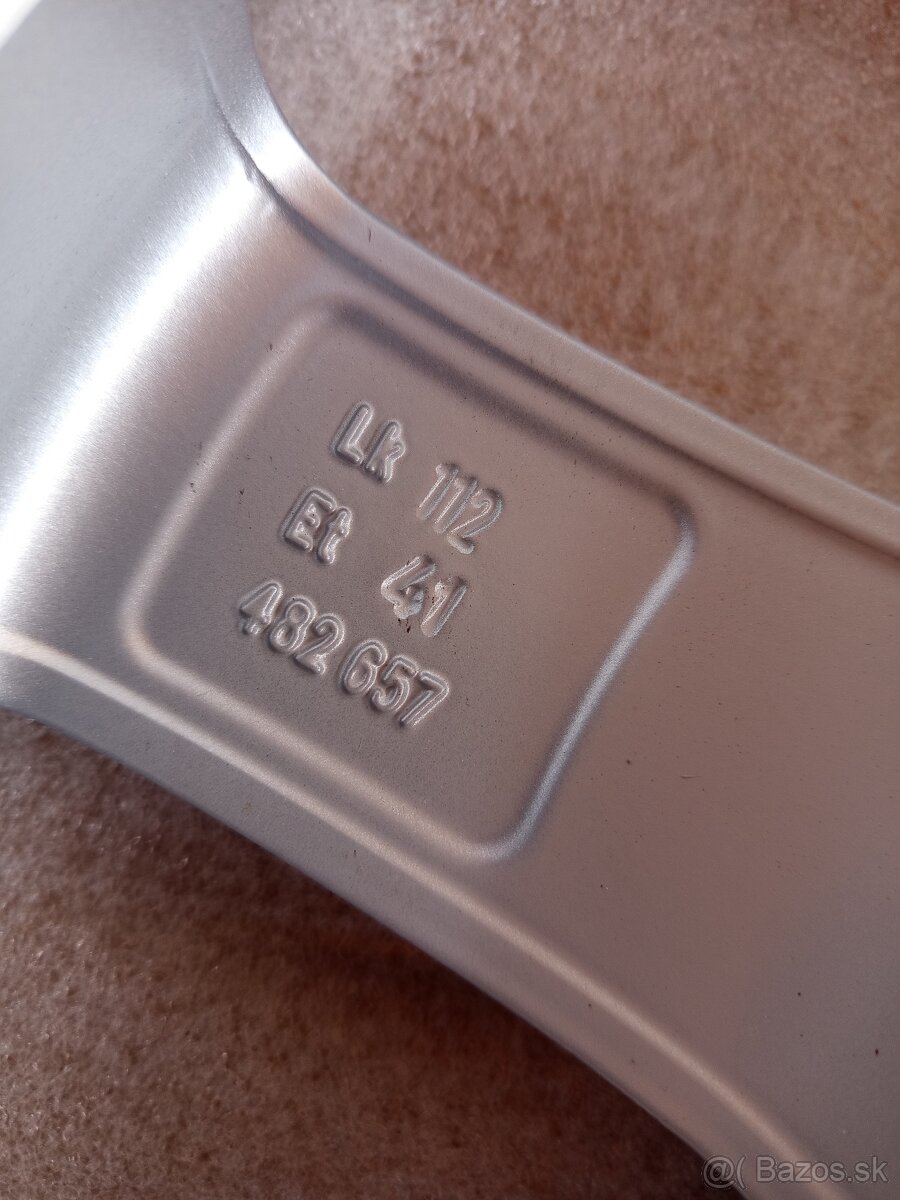 Lk 112
Et 41
482 657
@( Bazos.sk